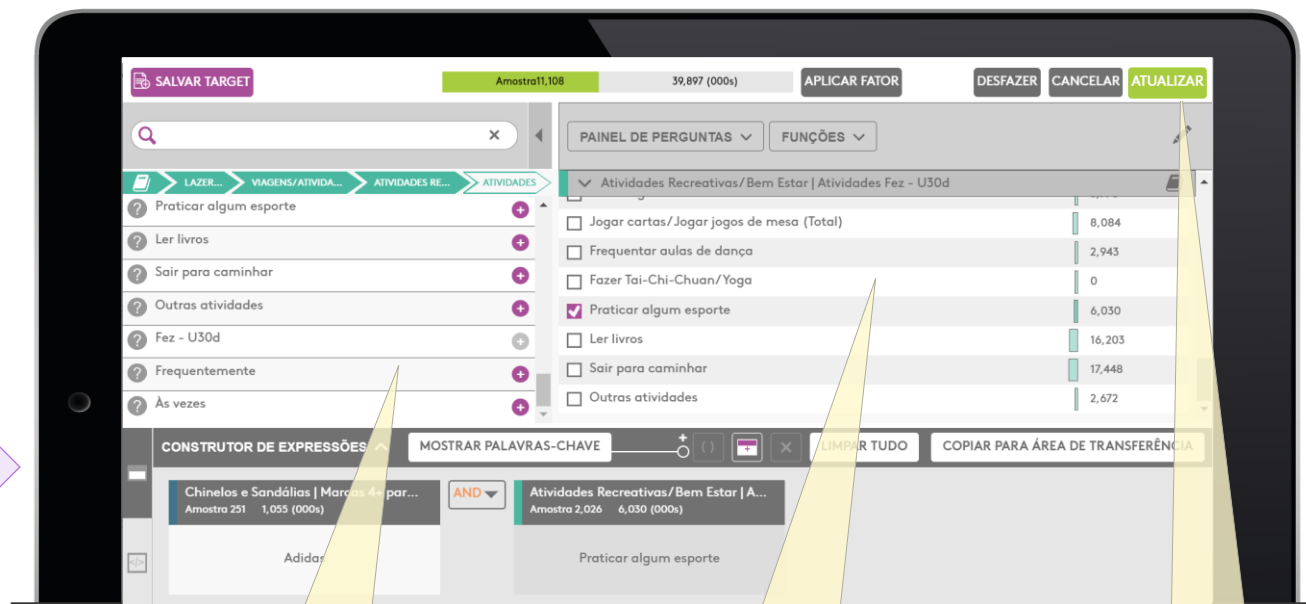 SALVAR TARGET
Amostra11,108
39,897 (000s)
APLICAR FATOR
DESFAZER
CANCELAR
ATUALIZAR
PAINEL DE PERGUNTAS
FUNÇÕES
LAZER...
VIAGENS/ATIVIDA...
ATIVIDADES RE...
ATIVIDADES
Praticar algum esporte
Ler livros
Sair para caminhar
Outras atividades
Fez - U30d
Frequentemente
Às vezes
Atividades Recreativas/Bem Estar | Atividades Fez - U30d
Jogar cartas/Jogar jogos de mesa (Total) 8,084
Frequentar aulas de dança 2,943
Fazer Tai-Chi-Chuan/Yoga 0
Praticar algum esporte 6,030
Ler livros 16,203
Sair para caminhar 17,448
Outras atividades 2,672
CONSTRUTOR DE EXPRESSÕES
MOSTRAR PALAVRAS-CHAVE
( )
LIMPAR TUDO
COPIAR PARA ÁREA DE TRANSFERÊNCIA
Chinelos e Sandálias | Marcas 4+ par...
Amostra 251 1,055 (000s)
Adidas
AND
Atividades Recreativas/Bem Estar | A...
Amostra 2,026 6,030 (000s)
Praticar algum esporte